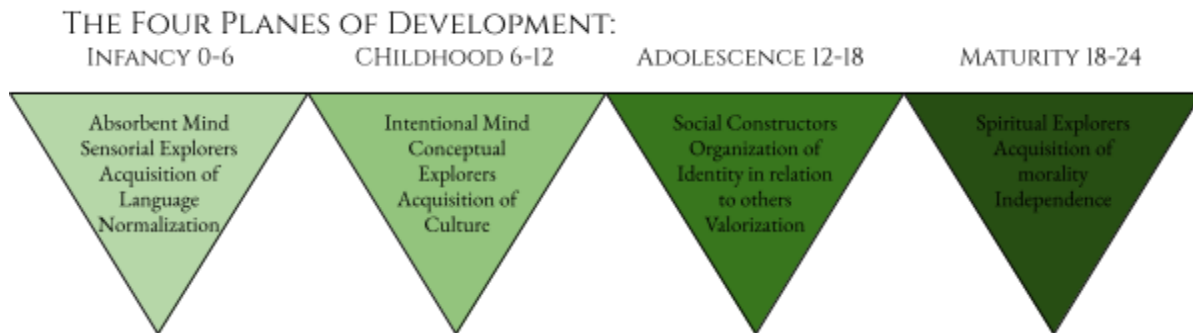 The Four Planes of Development:
Infancy 0-6
CHildhood 6-12
Adolescence 12-18
Maturity 18-24
Absorbent Mind
Sensorial Explorers
Acquisition of
Language
Normalization
Intentional Mind
Conceptual
Explorers
Acquisition of
Culture
Social Constructors
Organization of
Identity in relation
to others
Valorization
Spiritual Explorers
Acquisition of
morality
Independence